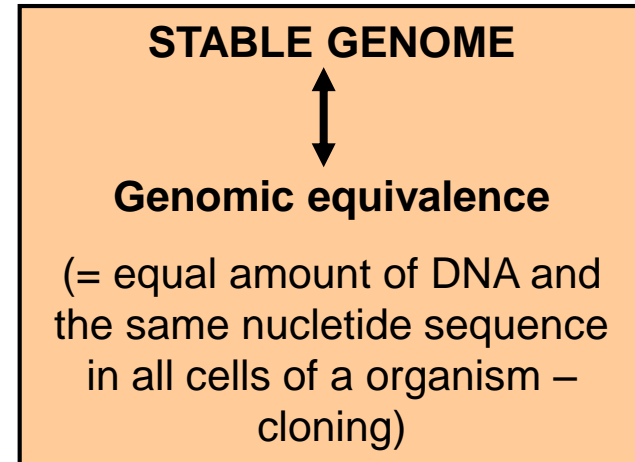 STABLE GENOME
Genomic equivalence
(= equal amount of DNA and
the same nucletide sequence
in all cells of a organism –
cloning)